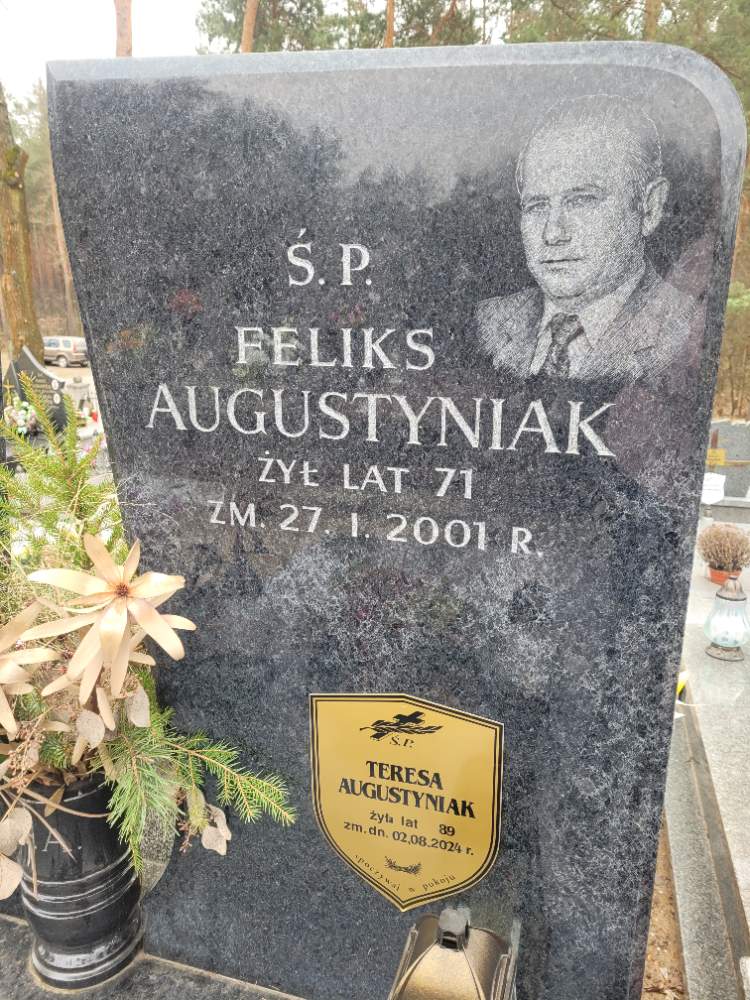 Ś. P.
FELIKS
AUGUSTYNIAK
ŻYŁ LAT 71
ZM. 27. I. 2001 R.
Ś.P.
TERESA
AUGUSTYNIAK
żyła lat 89
zm. dn. 02,08.2024 r.
spoczywaj w pokoju
A.